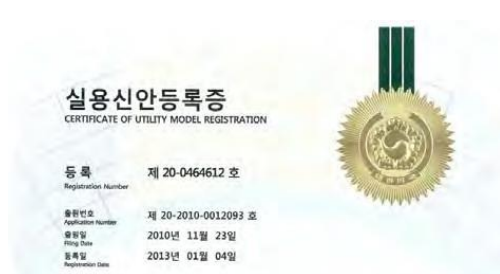 실용신안등록증
CERTIFICATE OF UTILITY MODEL REGISTRATION
등 록 제 20-0464612 호
Registration Number
출원번호 제 20-2010-0012093 호
Application Number
출원일 2010년 11월 23일
Filing Date
등록일 2013년 01월 04일
Registration Date